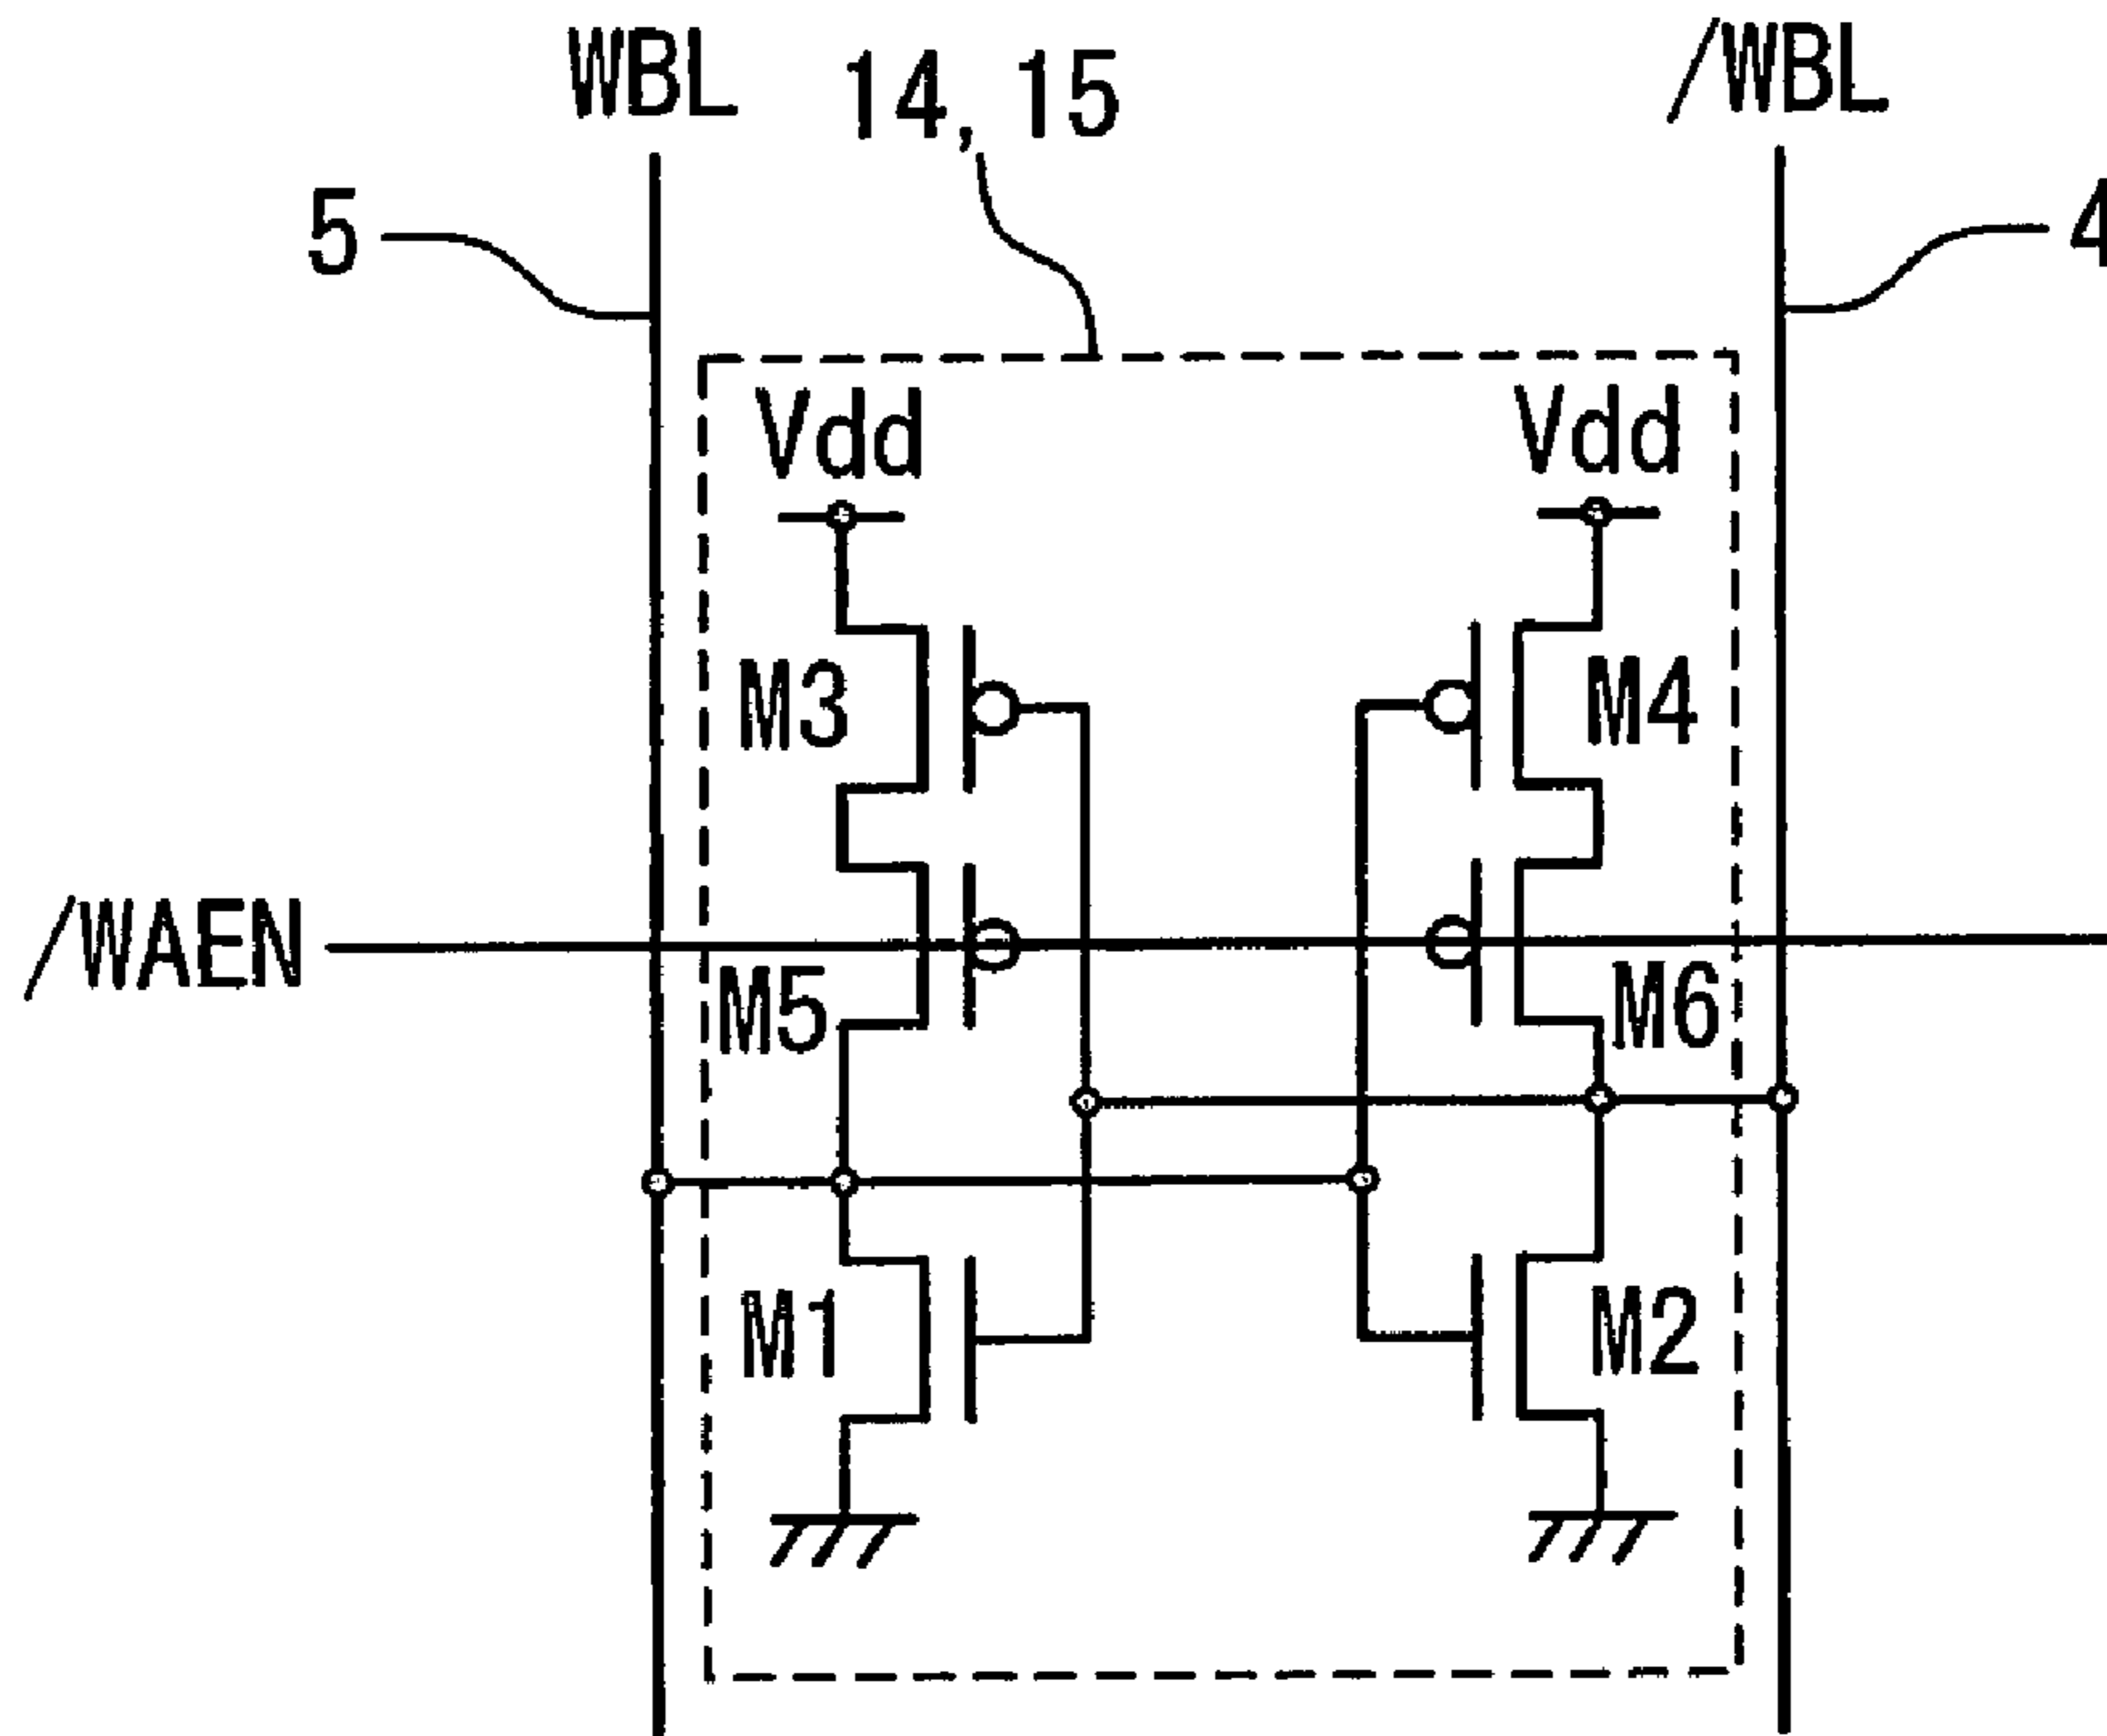 WBL 14, 15 /WBL
5 4
Vdd Vdd
M3 M4
/WAEN
M5 M6
M1 M2